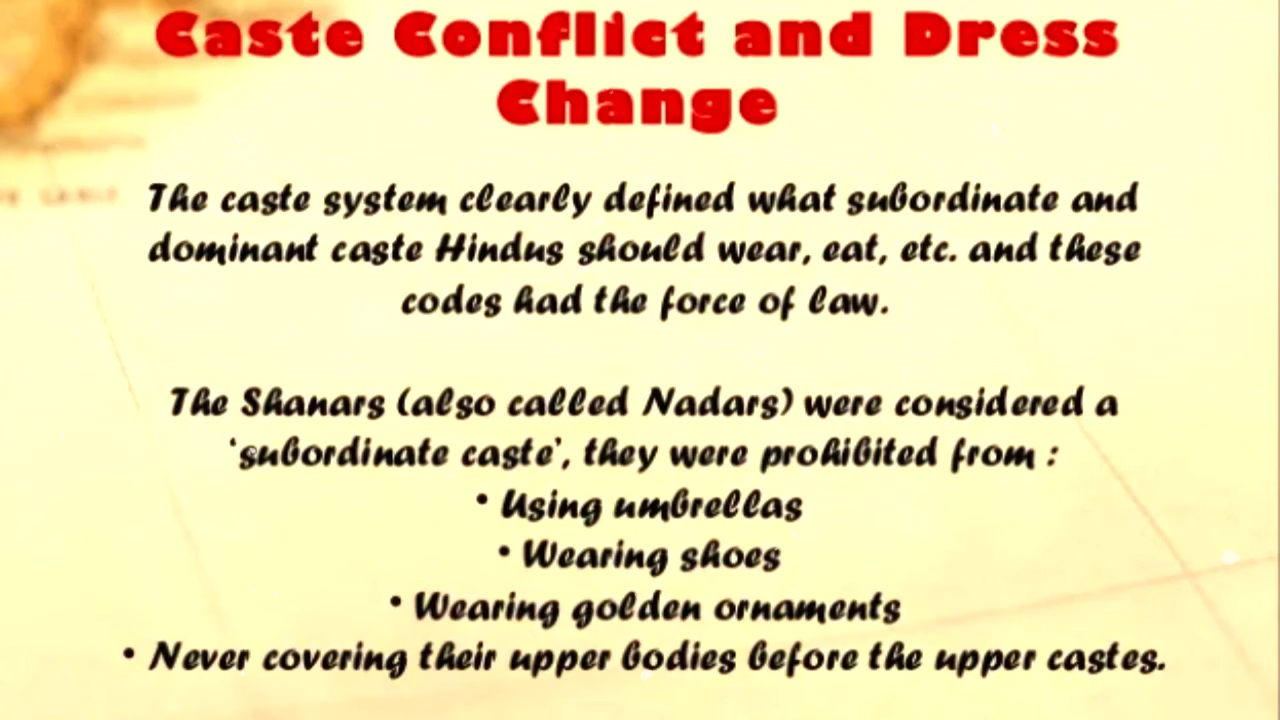 Caste Conflict and Dress
Change
The caste system clearly defined what subordinate and
dominant caste Hindus should wear, eat, etc. and these
codes had the force of law.
The Shanars (also called Nadars) were considered a
'subordinate caste', they were prohibited from :
• Using umbrellas
• Wearing shoes
• Wearing golden ornaments
• Never covering their upper bodies before the upper castes.